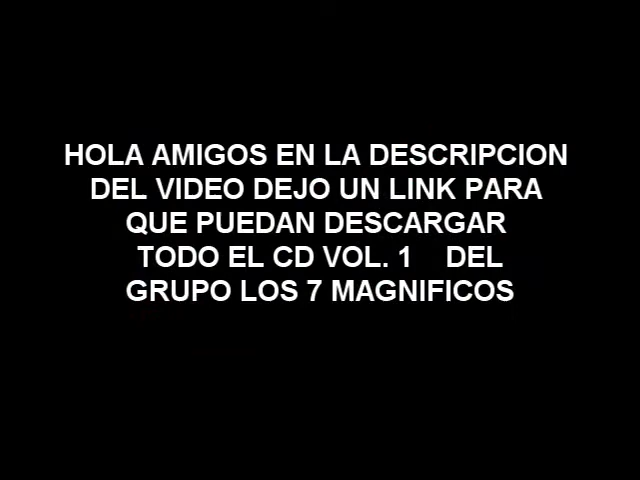 HOLA AMIGOS EN LA DESCRIPCION
DEL VIDEO DEJO UN LINK PARA
QUE PUEDAN DESCARGAR
TODO EL CD VOL. 1    DEL
GRUPO LOS 7 MAGNIFICOS